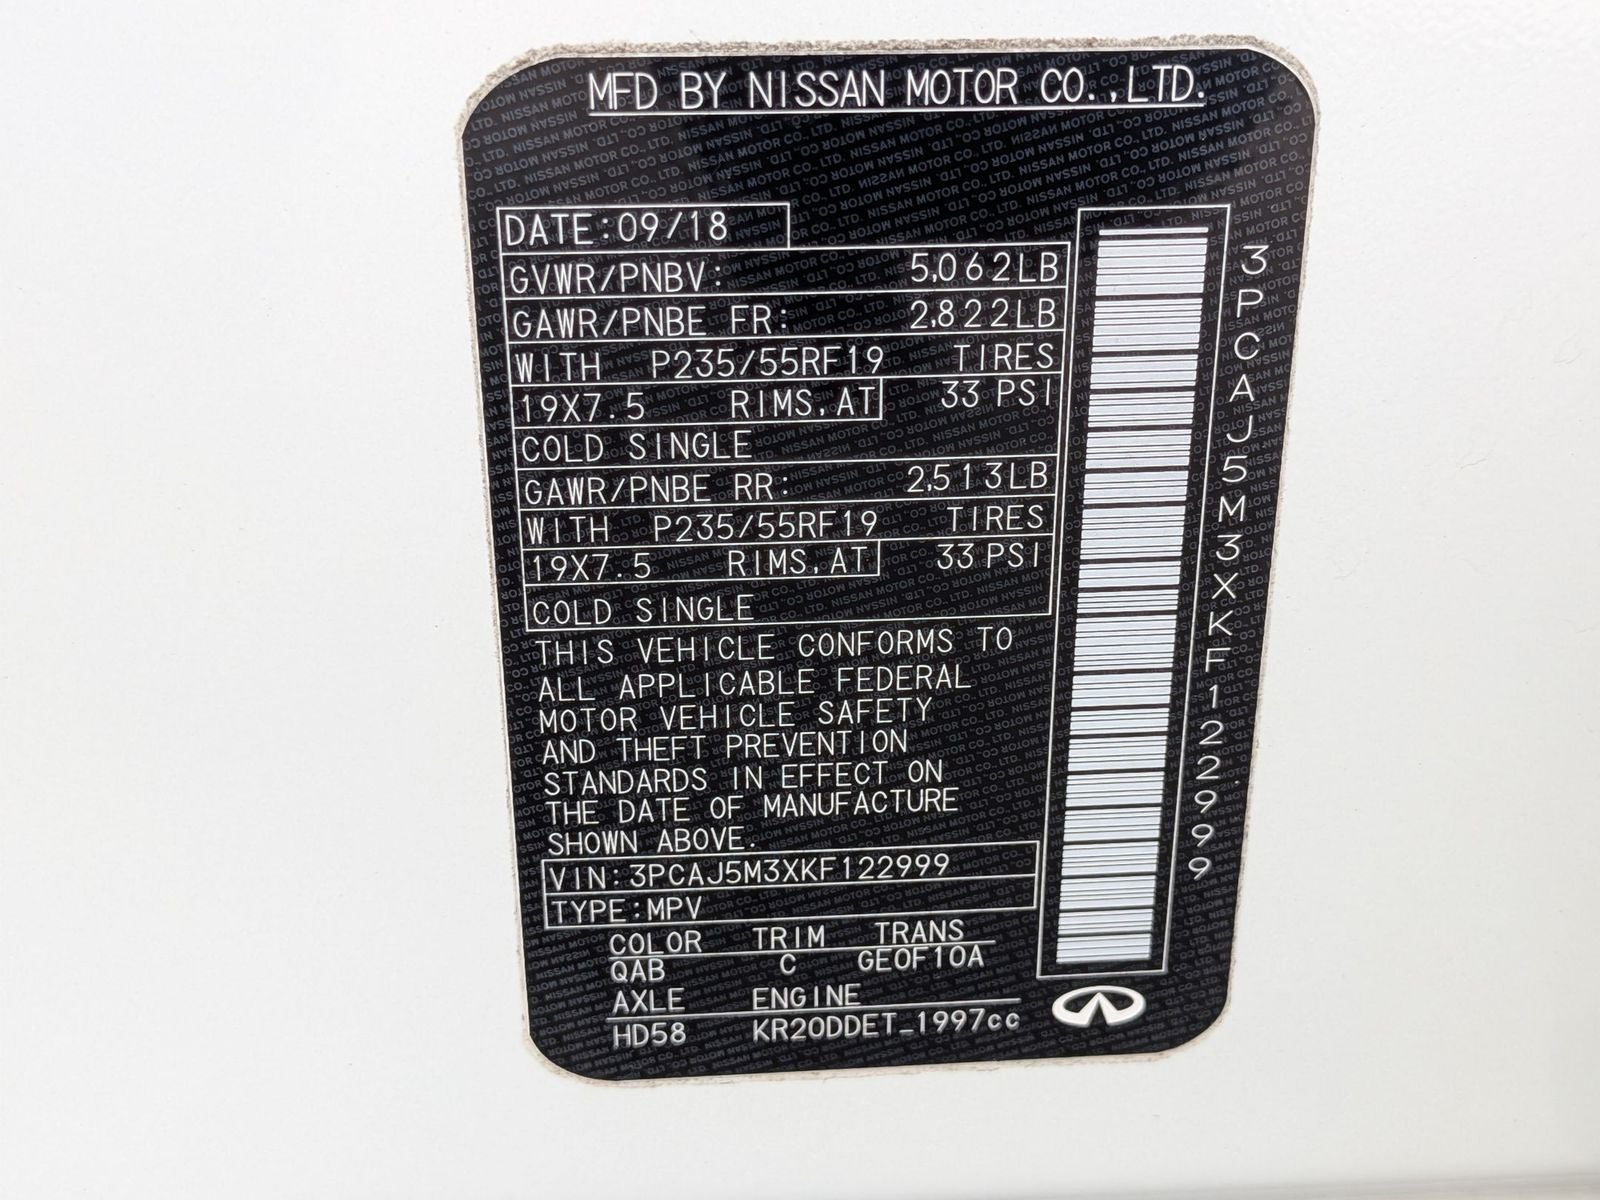 MFD BY NISSAN MOTOR CO.,LTD.
DATE:09/18
GVWR/PNBV: 5,062LB
GAWR/PNBE FR: 2,822LB
WITH P235/55RF19 TIRES
19X7.5 RIMS,AT 33 PSI
COLD SINGLE
GAWR/PNBE RR: 2,513LB
WITH P235/55RF19 TIRES
19X7.5 RIMS,AT 33 PSI
COLD SINGLE
THIS VEHICLE CONFORMS TO
ALL APPLICABLE FEDERAL
MOTOR VEHICLE SAFETY
AND THEFT PREVENTION
STANDARDS IN EFFECT ON
THE DATE OF MANUFACTURE
SHOWN ABOVE.
VIN:3PCAJ5M3XKF122999
TYPE:MPV
COLOR TRIM TRANS
QAB C GE0F10A
AXLE ENGINE
HD58 KR20DDET_1997cc
3PCAJ5M3XKF122999